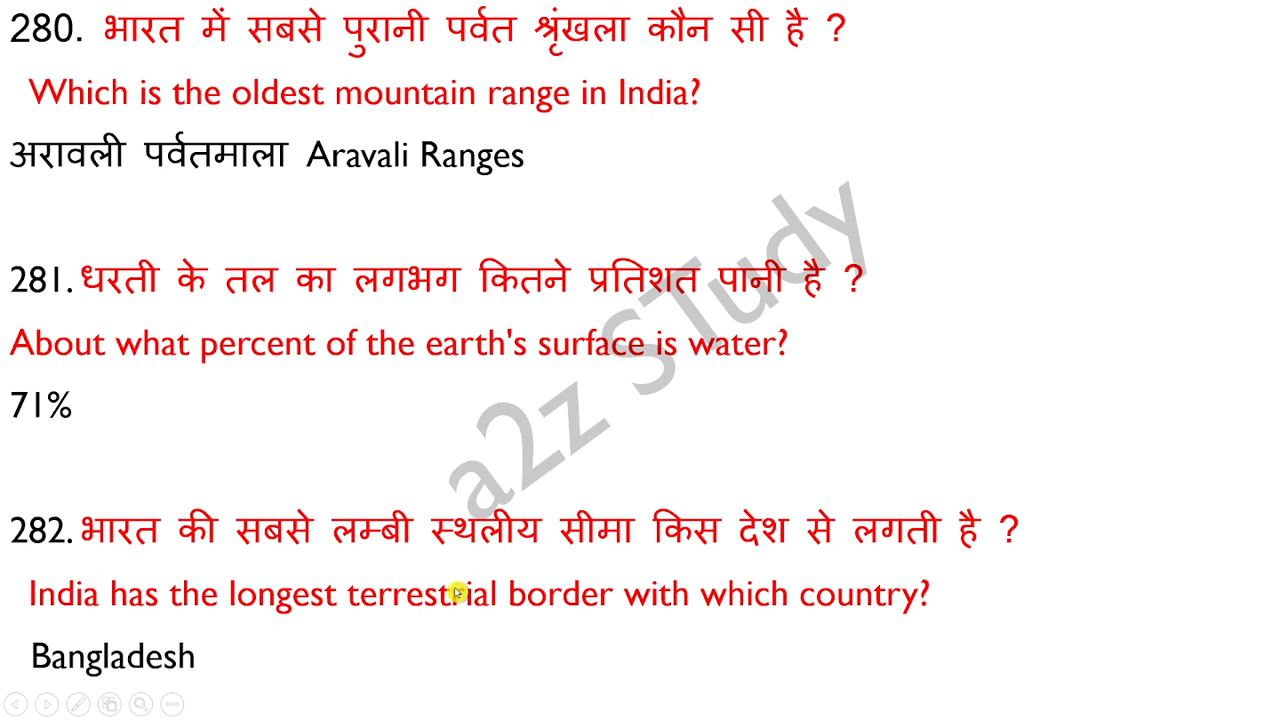 280. भारत में सबसे पुरानी पर्वत श्रृंखला कौन सी है ?
Which is the oldest mountain range in India?
अरावली पर्वतमाला Aravali Ranges
281. धरती के तल का लगभग कितने प्रतिशत पानी है ?
About what percent of the earth's surface is water?
71%
282. भारत की सबसे लम्बी स्थलीय सीमा किस देश से लगती है ?
India has the longest terrestrial border with which country?
Bangladesh
a2z STudy